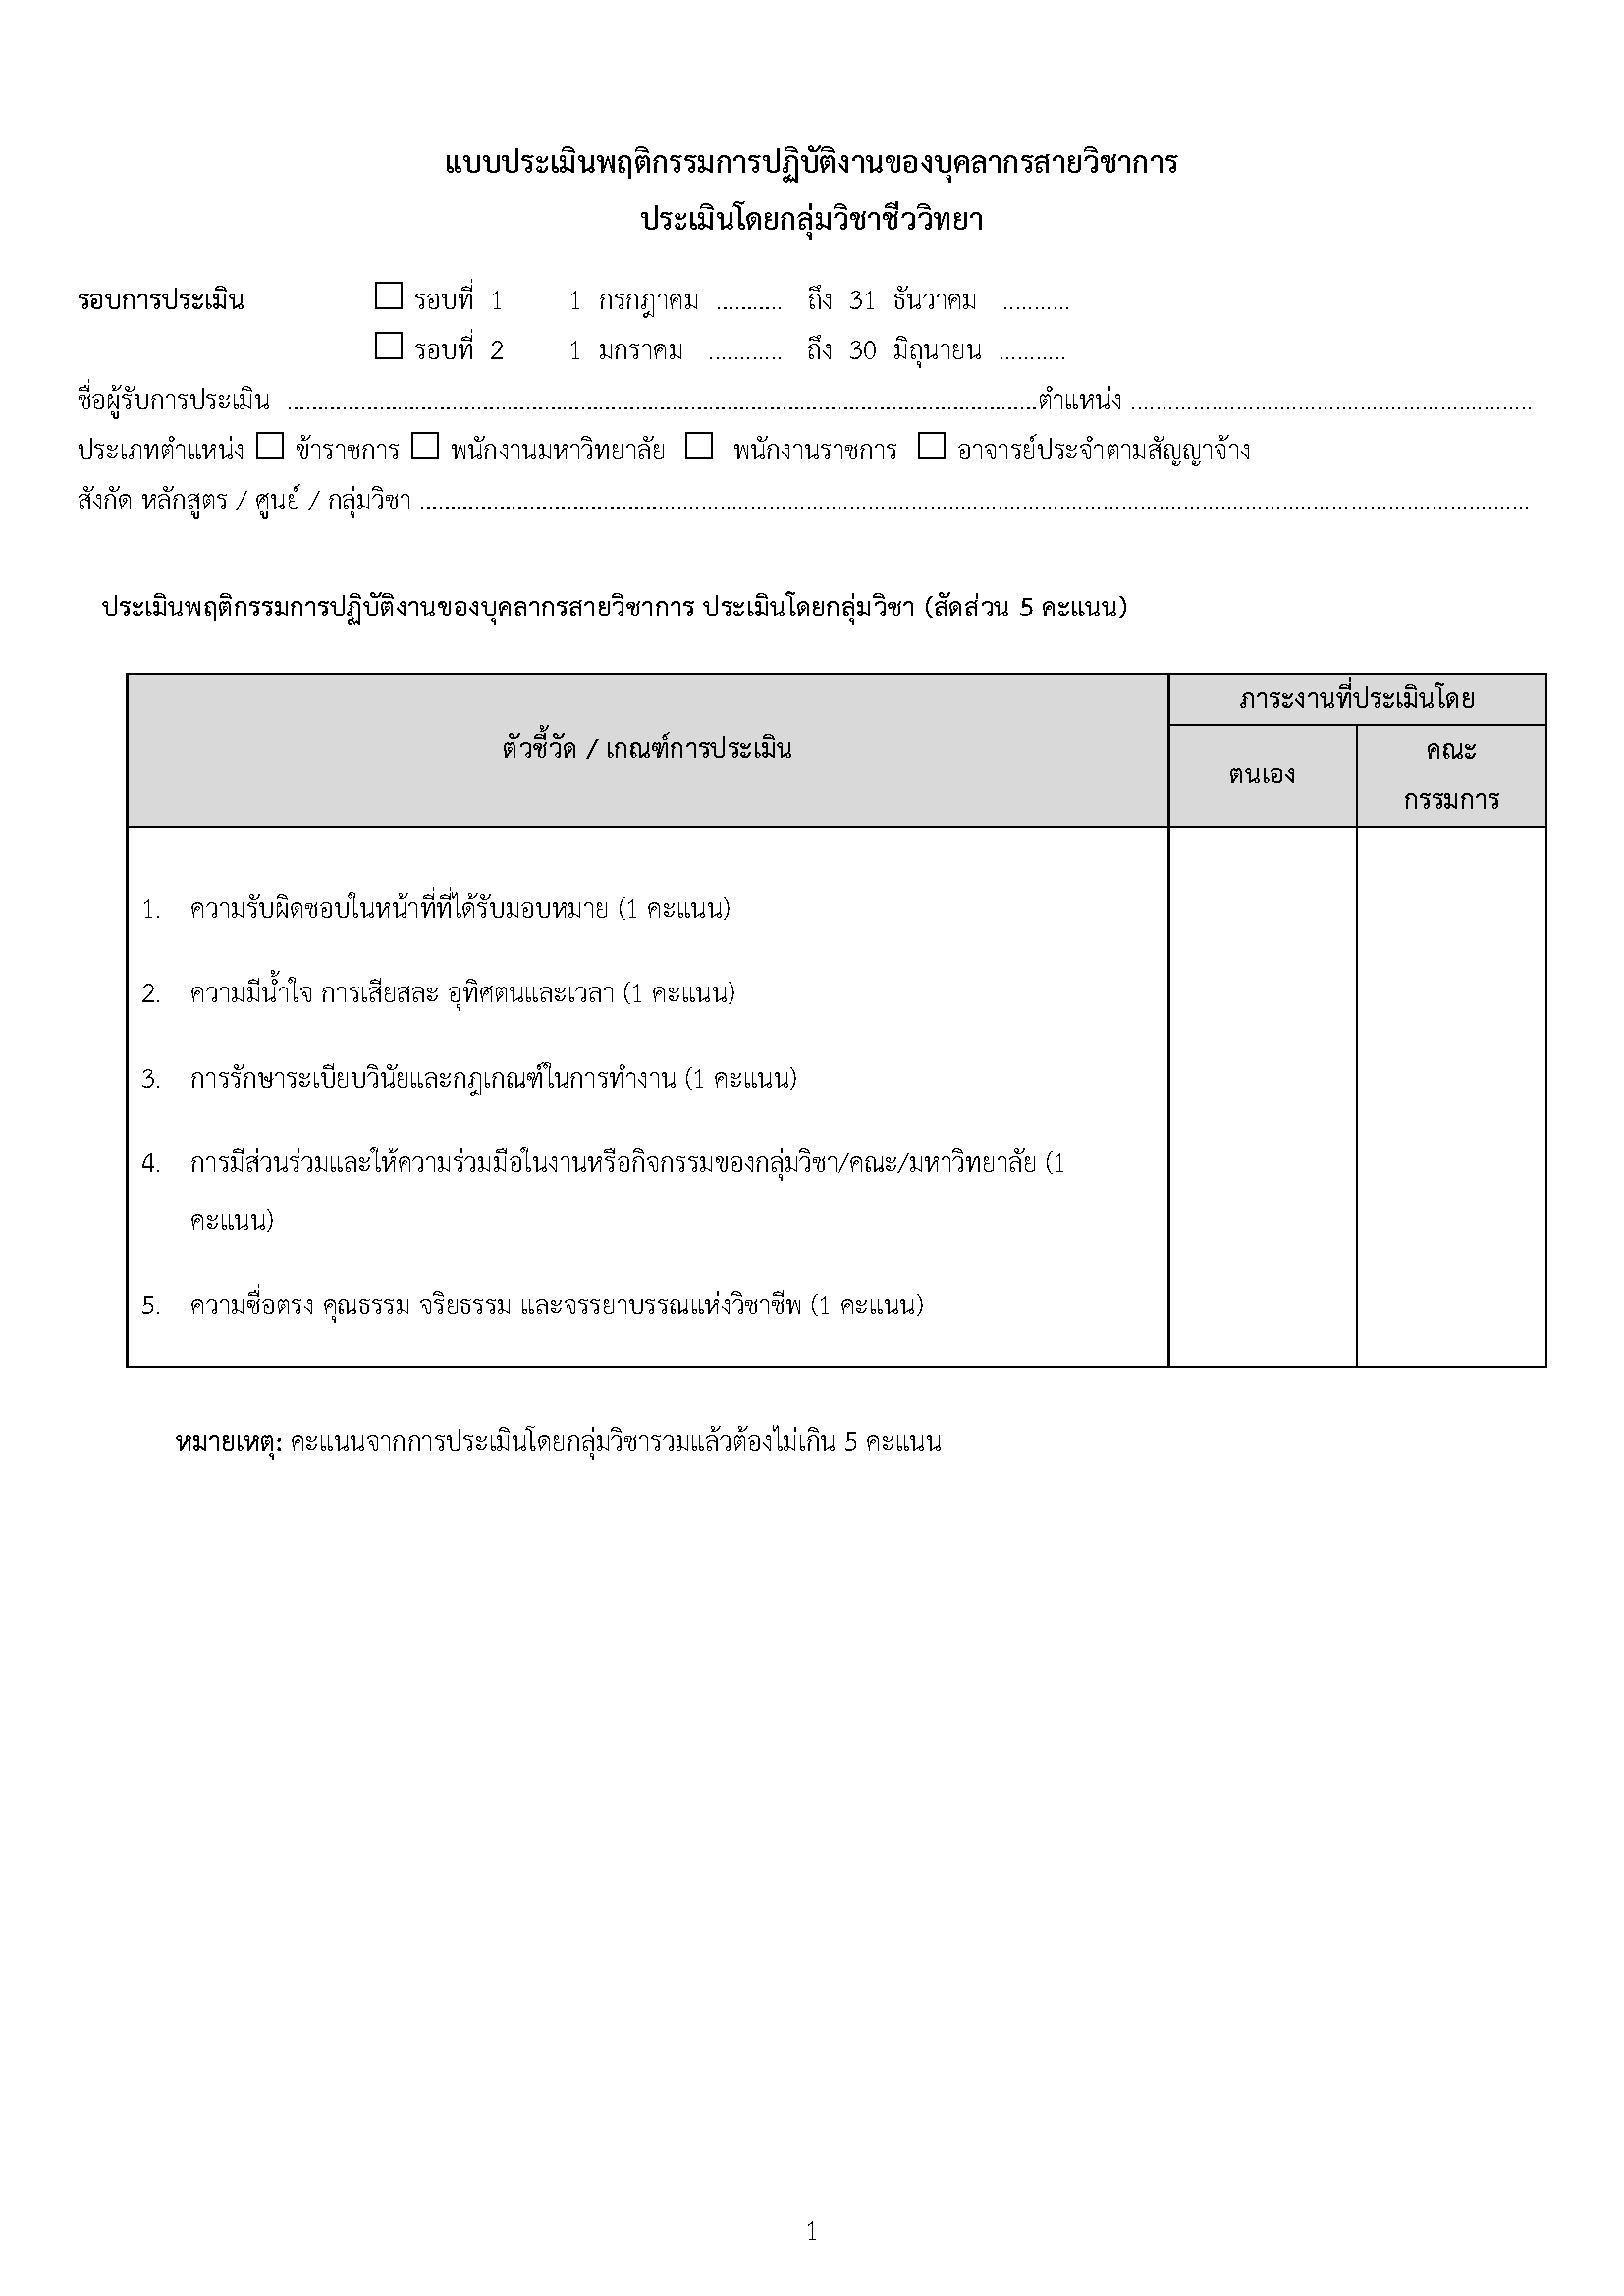 แบบประเมินพฤติกรรมการปฏิบัติงานของบุคลากรสายวิชาการ
ประเมินโดยกลุ่มวิชาชีววิทยา
รอบการประเมิน ☐ รอบที่ 1 1 กรกฎาคม ........... ถึง 31 ธันวาคม ...........
☐ รอบที่ 2 1 มกราคม ............ ถึง 30 มิถุนายน ...........
ชื่อผู้รับการประเมิน ........................................................................................................ตำแหน่ง ..................................................................
ประเภทตำแหน่ง ☐ ข้าราชการ ☐ พนักงานมหาวิทยาลัย ☐ พนักงานราชการ ☐ อาจารย์ประจำตามสัญญาจ้าง
สังกัด หลักสูตร / ศูนย์ / กลุ่มวิชา ....................................................................................................................................................
ประเมินพฤติกรรมการปฏิบัติงานของบุคลากรสายวิชาการ ประเมินโดยกลุ่มวิชา (สัดส่วน 5 คะแนน)
ตัวชี้วัด / เกณฑ์การประเมิน
ภาระงานที่ประเมินโดย
ตนเอง
คณะ
กรรมการ
1. ความรับผิดชอบในหน้าที่ที่ได้รับมอบหมาย (1 คะแนน)
2. ความมีน้ำใจ การเสียสละ อุทิศตนและเวลา (1 คะแนน)
3. การรักษาระเบียบวินัยและกฎเกณฑ์ในการทำงาน (1 คะแนน)
4. การมีส่วนร่วมและให้ความร่วมมือในงานหรือกิจกรรมของกลุ่มวิชา/คณะ/มหาวิทยาลัย (1
คะแนน)
5. ความซื่อตรง คุณธรรม จริยธรรม และจรรยาบรรณแห่งวิชาชีพ (1 คะแนน)
หมายเหตุ: คะแนนจากการประเมินโดยกลุ่มวิชารวมแล้วต้องไม่เกิน 5 คะแนน
1